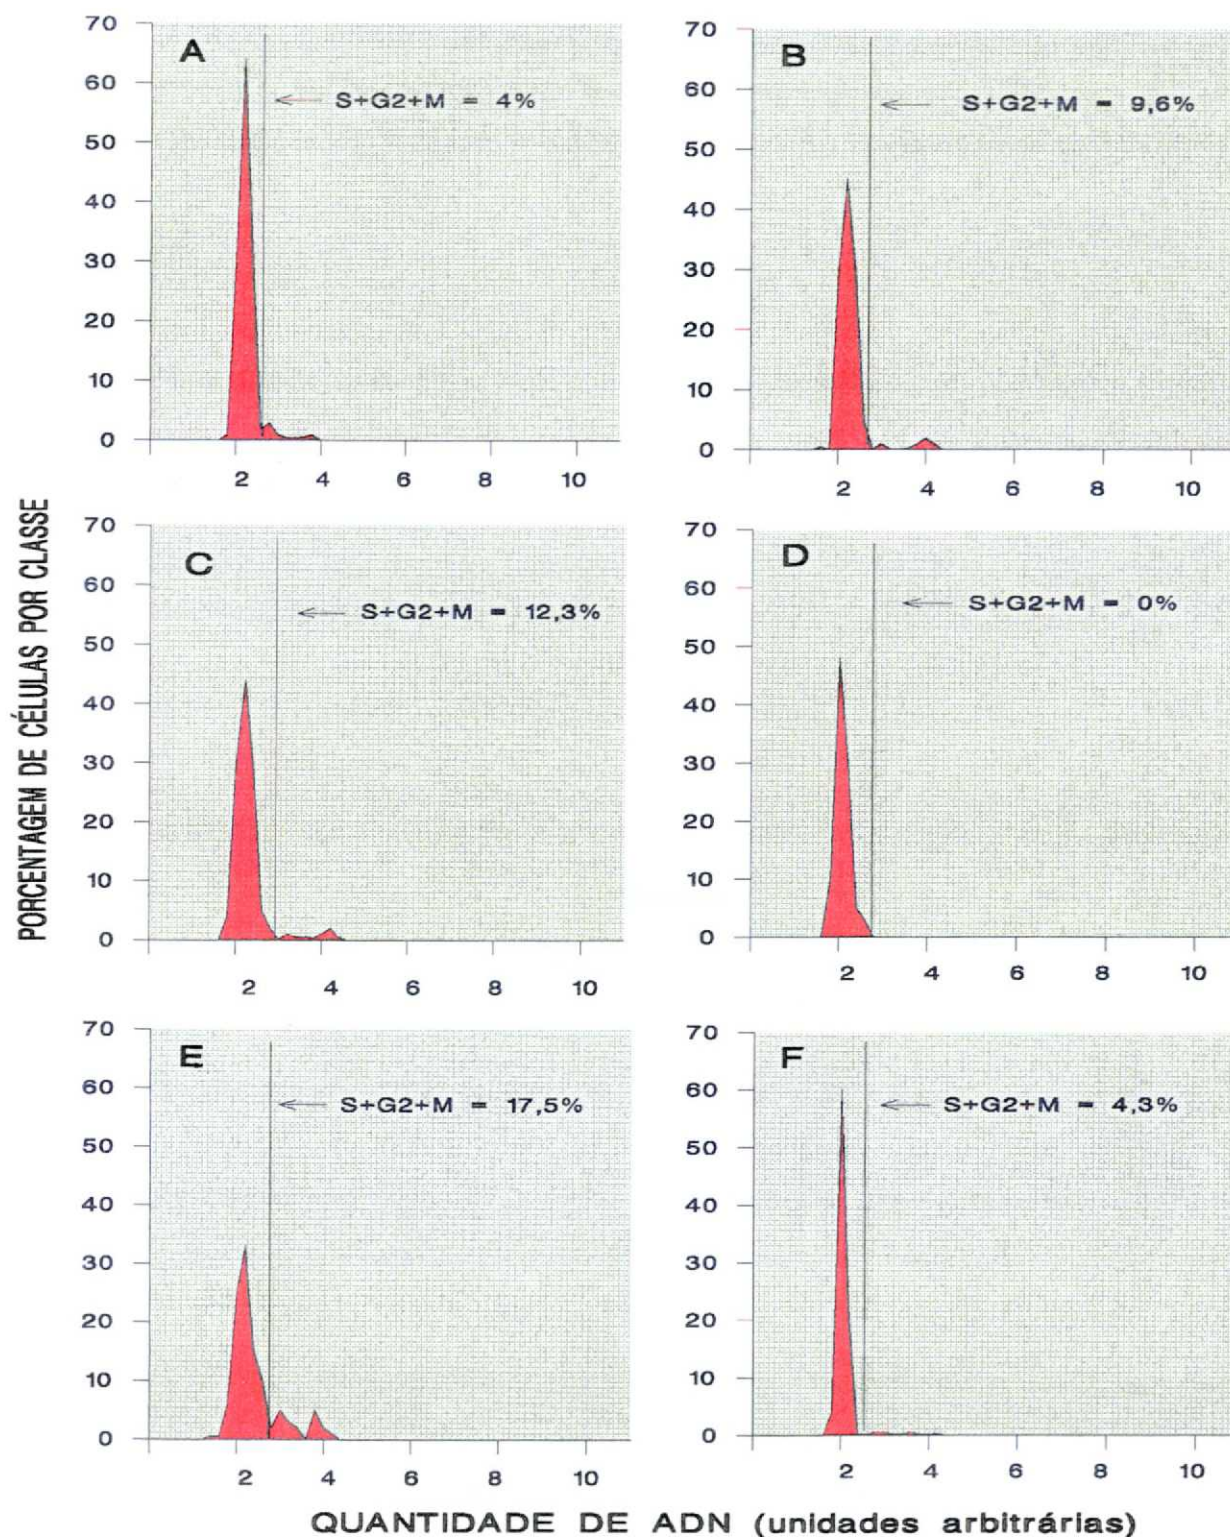 A
S+G2+M = 4%
70
60
50
40
30
20
10
0
2 4 6 8 10
B
S+G2+M = 9,6%
70
60
50
40
30
20
10
0
2 4 6 8 10
C
S+G2+M = 12,3%
70
60
50
40
30
20
10
0
2 4 6 8 10
D
S+G2+M = 0%
70
60
50
40
30
20
10
0
2 4 6 8 10
E
S+G2+M = 17,5%
70
60
50
40
30
20
10
0
2 4 6 8 10
F
S+G2+M = 4,3%
70
60
50
40
30
20
10
0
2 4 6 8 10
PORCENTAGEM DE CÉLULAS POR CLASSE
QUANTIDADE DE ADN (unidades arbitrárias)